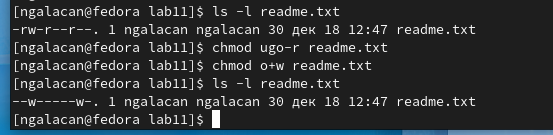 [ngalacan@fedora lab11]$ ls -l readme.txt
-rw-r--r--. 1 ngalacan ngalacan 30 дек 18 12:47 readme.txt
[ngalacan@fedora lab11]$ chmod ugo-r readme.txt
[ngalacan@fedora lab11]$ chmod o+w readme.txt
[ngalacan@fedora lab11]$ ls -l readme.txt
--w-----w-. 1 ngalacan ngalacan 30 дек 18 12:47 readme.txt
[ngalacan@fedora lab11]$